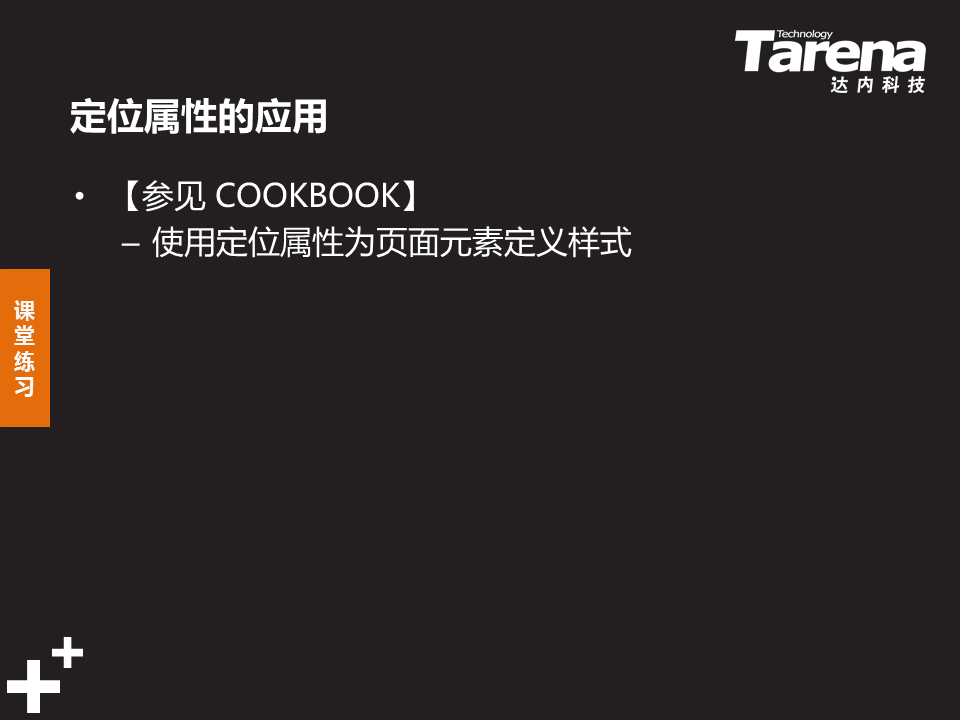 Technology
Tarena
达内科技
定位属性的应用
• 【参见 COOKBOOK】
– 使用定位属性为页面元素定义样式
课
堂
练
习